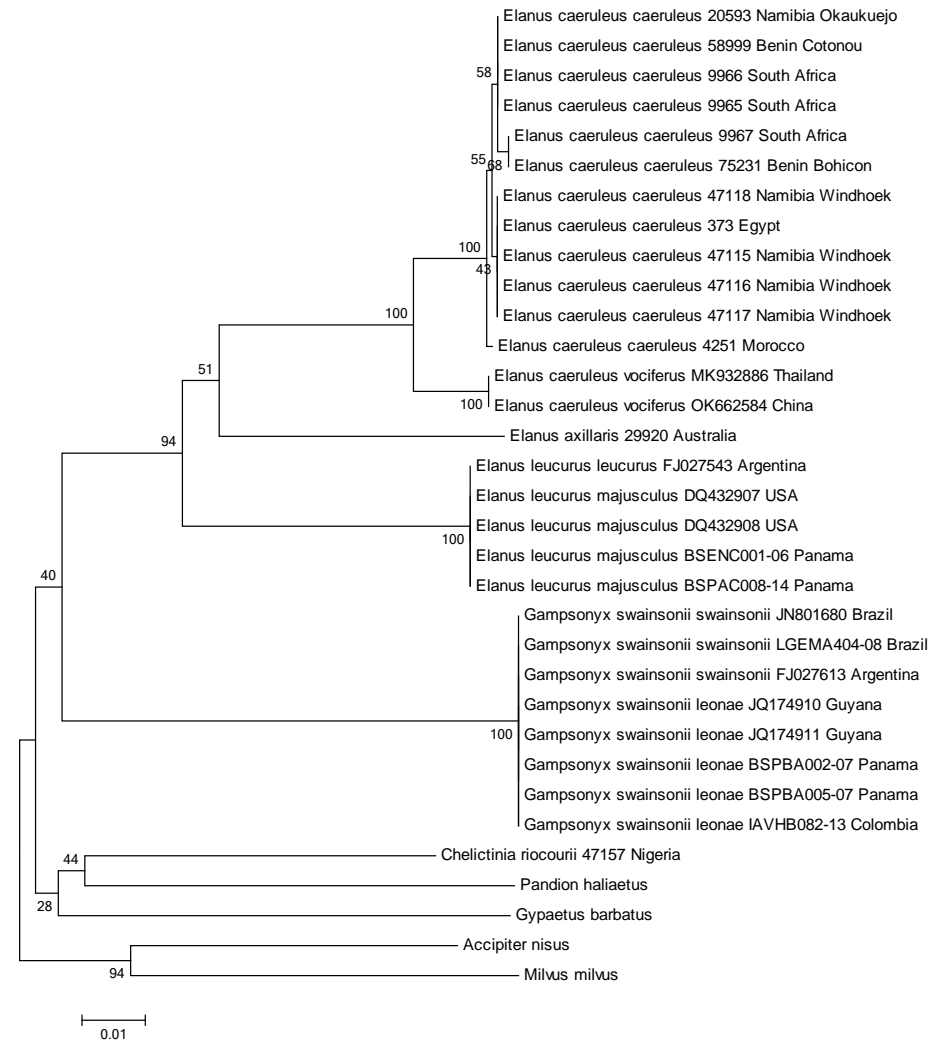 Elanus caeruleus caeruleus 20593 Namibia Okaukuejo
Elanus caeruleus caeruleus 58999 Benin Cotonou
58
Elanus caeruleus caeruleus 9966 South Africa
Elanus caeruleus caeruleus 9965 South Africa
Elanus caeruleus caeruleus 9967 South Africa
55
68
Elanus caeruleus caeruleus 75231 Benin Bohicon
Elanus caeruleus caeruleus 47118 Namibia Windhoek
Elanus caeruleus caeruleus 373 Egypt
100
Elanus caeruleus caeruleus 47115 Namibia Windhoek
43
Elanus caeruleus caeruleus 47116 Namibia Windhoek
100
Elanus caeruleus caeruleus 47117 Namibia Windhoek
Elanus caeruleus caeruleus 4251 Morocco
51
Elanus caeruleus vociferus MK932886 Thailand
100
Elanus caeruleus vociferus OK662584 China
94
Elanus axillaris 29920 Australia
Elanus leucurus leucurus FJ027543 Argentina
Elanus leucurus majusculus DQ432907 USA
Elanus leucurus majusculus DQ432908 USA
100
Elanus leucurus majusculus BSENC001-06 Panama
40
Elanus leucurus majusculus BSPAC008-14 Panama
Gampsonyx swainsonii swainsonii JN801680 Brazil
Gampsonyx swainsonii swainsonii LGEMA404-08 Brazil
Gampsonyx swainsonii swainsonii FJ027613 Argentina
Gampsonyx swainsonii leonae JQ174910 Guyana
100
Gampsonyx swainsonii leonae JQ174911 Guyana
Gampsonyx swainsonii leonae BSPBA002-07 Panama
Gampsonyx swainsonii leonae BSPBA005-07 Panama
Gampsonyx swainsonii leonae IAVHB082-13 Colombia
44
Chelictinia riocourii 47157 Nigeria
Pandion haliaetus
28
Gypaetus barbatus
Accipiter nisus
94
Milvus milvus
0.01